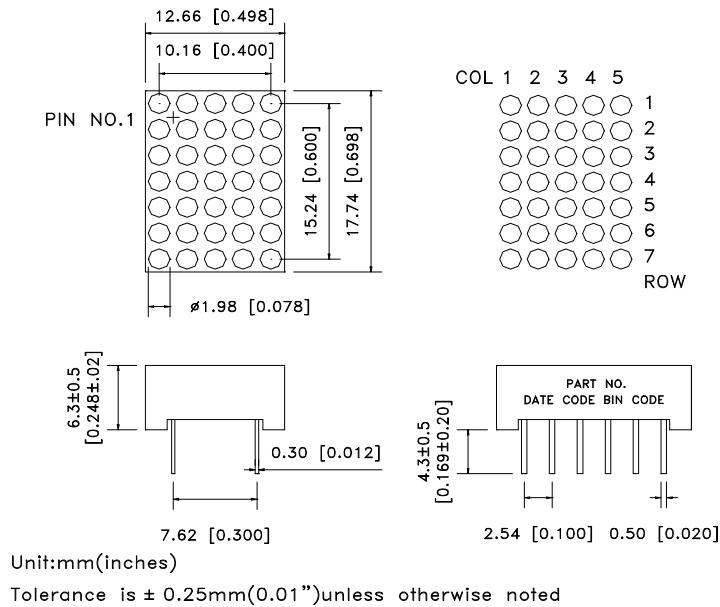 12.66 [0.498]
10.16 [0.400]
PIN NO.1
15.24 [0.600]
17.74 [0.698]
ø1.98 [0.078]
COL 1 2 3 4 5
1
2
3
4
5
6
7
ROW
6.3±0.5
[0.248±.02]
0.30 [0.012]
7.62 [0.300]
PART NO.
DATE CODE BIN CODE
4.3±0.5
[0.169±0.20]
2.54 [0.100]
0.50 [0.020]
Unit:mm(inches)
Tolerance is ± 0.25mm(0.01”)unless otherwise noted